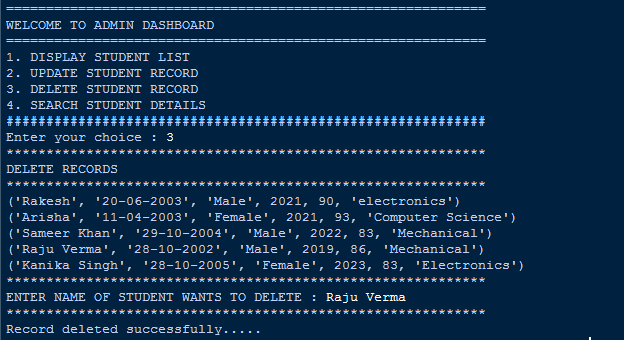 ============================================================
WELCOME TO ADMIN DASHBOARD
============================================================
1. DISPLAY STUDENT LIST
2. UPDATE STUDENT RECORD
3. DELETE STUDENT RECORD
4. SEARCH STUDENT DETAILS
############################################################
Enter your choice : 3
************************************************************
DELETE RECORDS
************************************************************
('Rakesh', '20-06-2003', 'Male', 2021, 90, 'electronics')
('Arisha', '11-04-2003', 'Female', 2021, 93, 'Computer Science')
('Sameer Khan', '29-10-2004', 'Male', 2022, 83, 'Mechanical')
('Raju Verma', '28-10-2002', 'Male', 2019, 86, 'Mechanical')
('Kanika Singh', '28-10-2005', 'Female', 2023, 83, 'Electronics')
************************************************************
ENTER NAME OF STUDENT WANTS TO DELETE : Raju Verma
************************************************************
Record deleted successfully.....